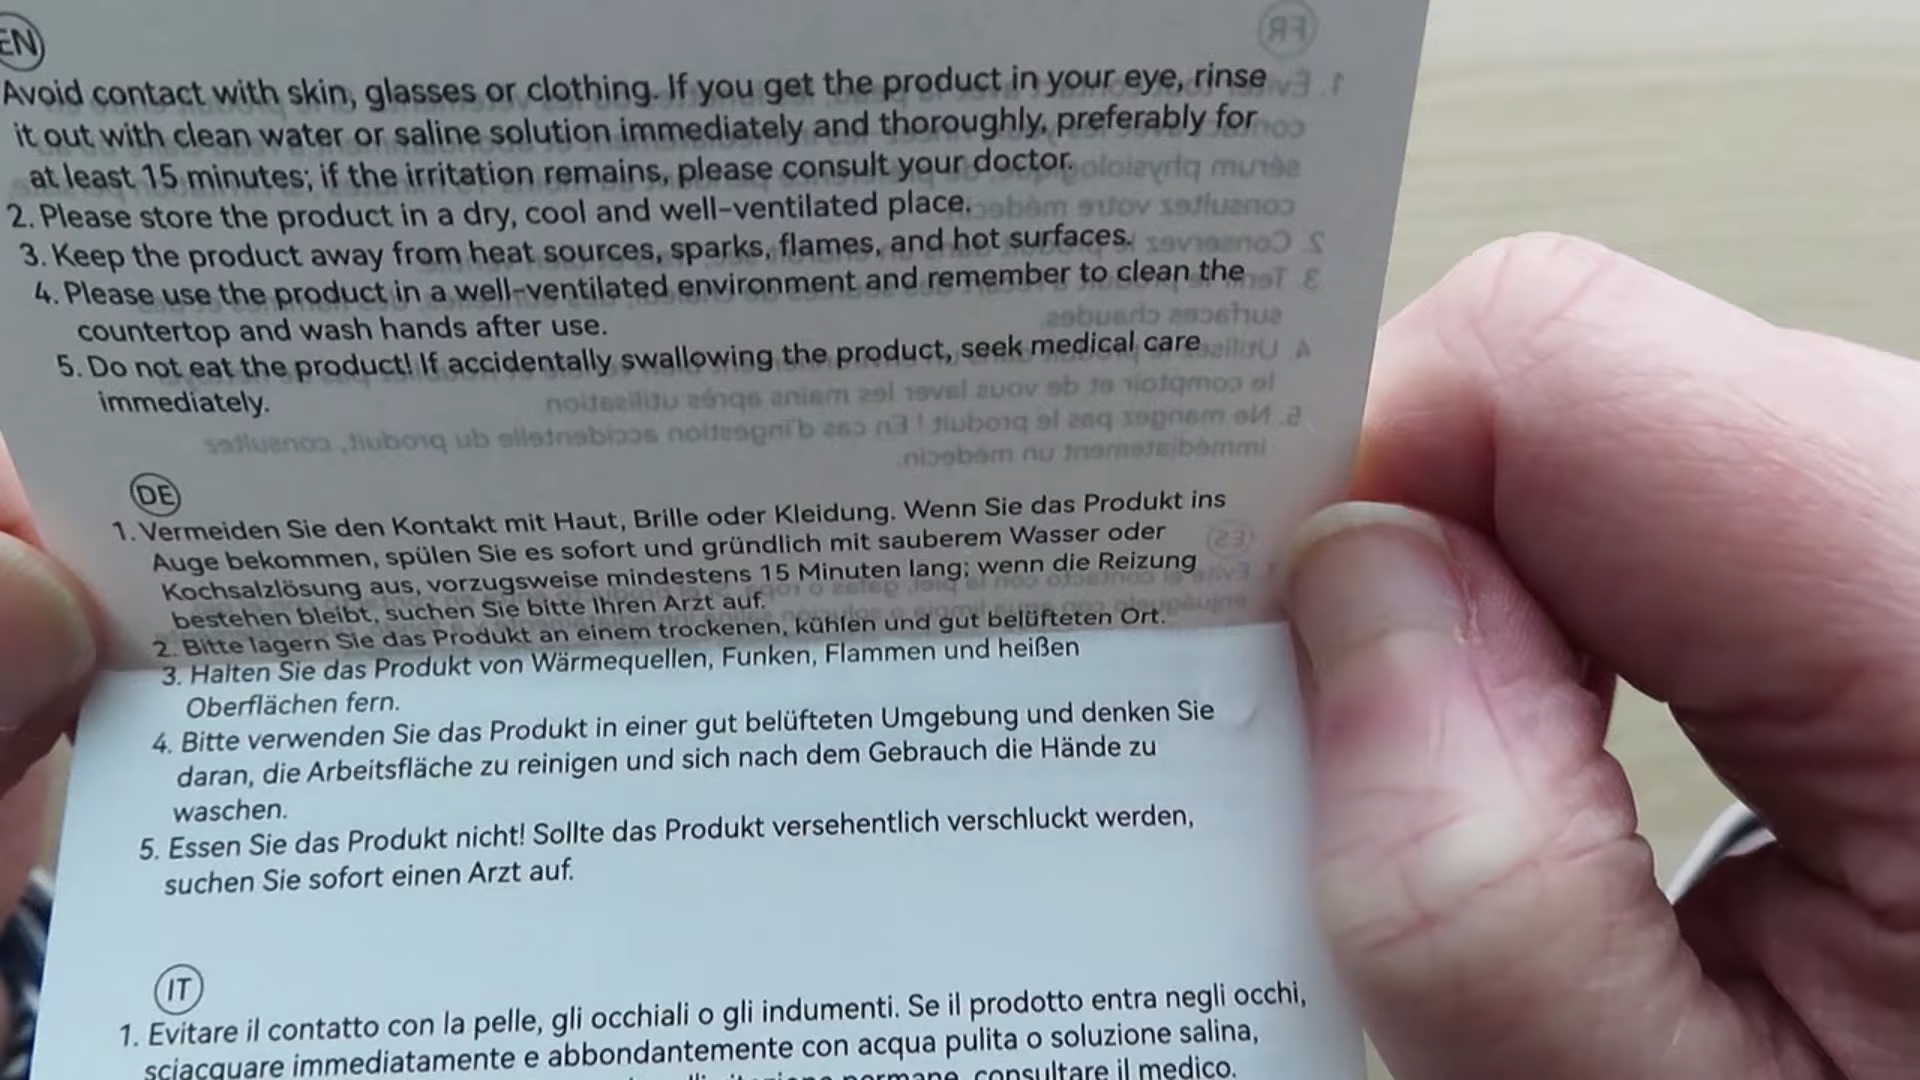 EN
Avoid contact with skin, glasses or clothing. If you get the product in your eye, rinse
it out with clean water or saline solution immediately and thoroughly, preferably for
at least 15 minutes; if the irritation remains, please consult your doctor.
2. Please store the product in a dry, cool and well-ventilated place.
3. Keep the product away from heat sources, sparks, flames, and hot surfaces.
4. Please use the product in a well-ventilated environment and remember to clean the
countertop and wash hands after use.
5. Do not eat the product! If accidentally swallowing the product, seek medical care
immediately.
DE
1. Vermeiden Sie den Kontakt mit Haut, Brille oder Kleidung. Wenn Sie das Produkt ins
Auge bekommen, spülen Sie es sofort und gründlich mit sauberem Wasser oder
Kochsalzlösung aus, vorzugsweise mindestens 15 Minuten lang; wenn die Reizung
bestehen bleibt, suchen Sie bitte Ihren Arzt auf.
2. Bitte lagern Sie das Produkt an einem trockenen, kühlen und gut belüfteten Ort.
3. Halten Sie das Produkt von Wärmequellen, Funken, Flammen und heißen
Oberflächen fern.
4. Bitte verwenden Sie das Produkt in einer gut belüfteten Umgebung und denken Sie
daran, die Arbeitsfläche zu reinigen und sich nach dem Gebrauch die Hände zu
waschen.
5. Essen Sie das Produkt nicht! Sollte das Produkt versehentlich verschluckt werden,
suchen Sie sofort einen Arzt auf.
IT
1. Evitare il contatto con la pelle, gli occhiali o gli indumenti. Se il prodotto entra negli occhi,
sciacquare immediatamente e abbondantemente con acqua pulita o soluzione salina,
consultare il medico.